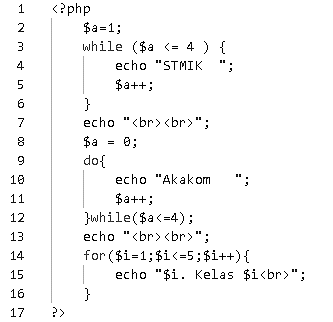 1 <?php
2     $a=1;
3     while ($a <= 4 ) {
4         echo "STMIK  ";
5         $a++;
6     }
7     echo "<br><br>";
8     $a = 0;
9     do{
10         echo "Akakom   ";
11         $a++;
12     }while($a<=4);
13     echo "<br><br>";
14     for($i=1;$i<=5;$i++){
15         echo "$i. Kelas $i<br>";
16     }
17 ?>